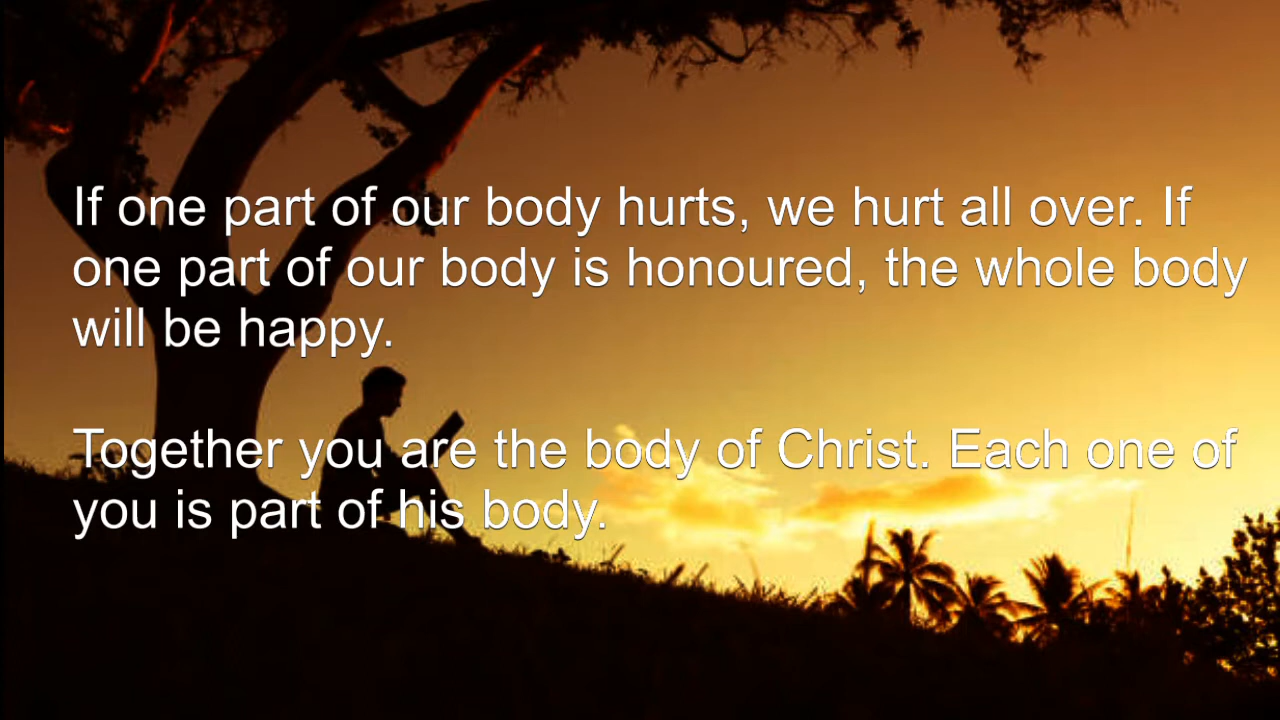 If one part of our body hurts, we hurt all over. If
one part of our body is honoured, the whole body
will be happy.
Together you are the body of Christ. Each one of
you is part of his body.